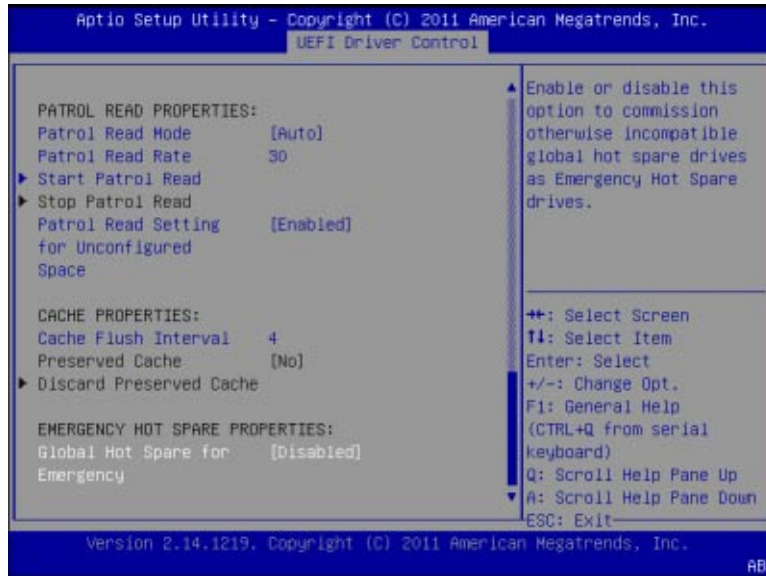 Aptio Setup Utility - Copyright (C) 2011 American Megatrends, Inc.
UEFI Driver Control
PATROL READ PROPERTIES:
Patrol Read Mode [Auto]
Patrol Read Rate 30
Start Patrol Read
Stop Patrol Read
Patrol Read Setting [Enabled]
for Unconfigured
Space
CACHE PROPERTIES:
Cache Flush Interval 4
Preserved Cache [No]
Discard Preserved Cache
EMERGENCY HOT SPARE PROPERTIES:
Global Hot Spare for [Disabled]
Emergency
Enable or disable this
option to commission
otherwise incompatible
global hot spare drives
as Emergency Hot Spare
drives.
→←: Select Screen
↑↓: Select Item
Enter: Select
+/-: Change Opt.
F1: General Help
(CTRL+Q from serial
keyboard)
Q: Scroll Help Pane Up
A: Scroll Help Pane Down
ESC: Exit
Version 2.14.1219. Copyright (C) 2011 American Megatrends, Inc.
AB